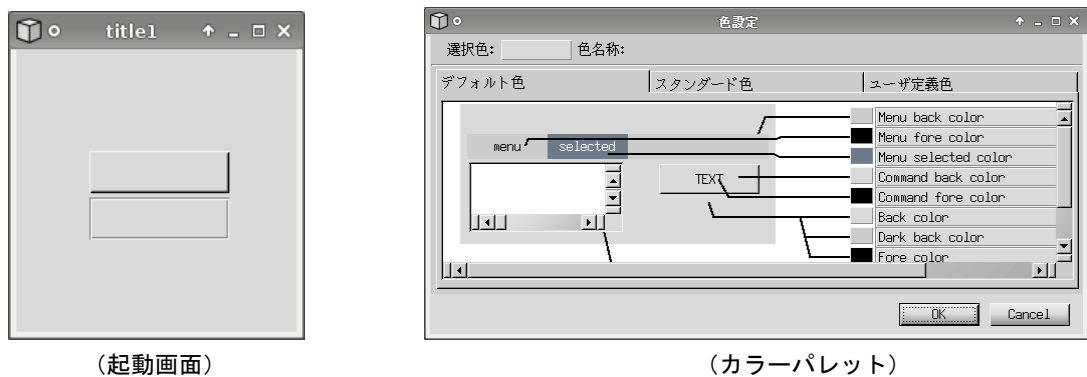 title1
色設定
選択色:
色名称:
デフォルト色
スタンダード色
ユーザ定義色
menu
selected
TEXT
Menu back color
Menu fore color
Menu selected color
Command back color
Command fore color
Back color
Dark back color
Fore color
OK
Cancel
（起動画面）
（カラーパレット）